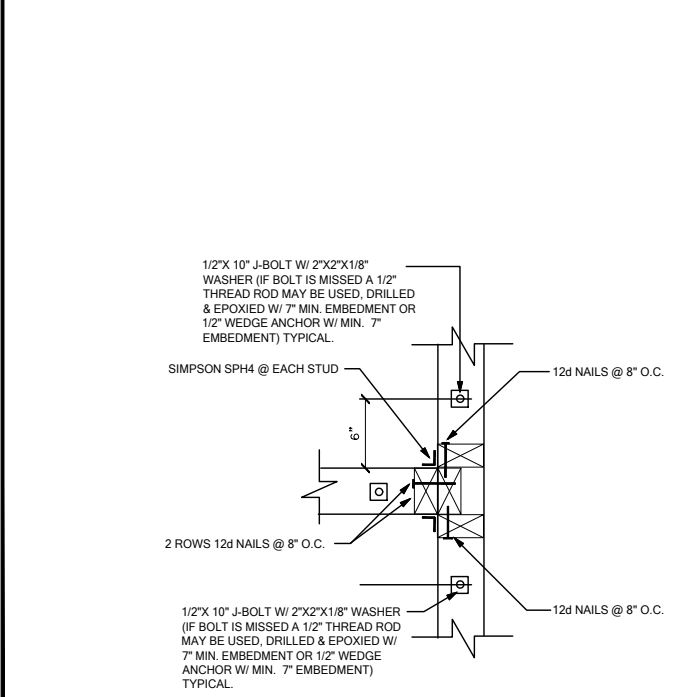 1/2"X 10" J-BOLT W/ 2"X2"X1/8"
WASHER (IF BOLT IS MISSED A 1/2"
THREAD ROD MAY BE USED, DRILLED
& EPOXIED W/ 7" MIN. EMBEDMENT OR
1/2" WEDGE ANCHOR W/ MIN. 7"
EMBEDMENT) TYPICAL.
SIMPSON SPH4 @ EACH STUD
12d NAILS @ 8" O.C.
6"
2 ROWS 12d NAILS @ 8" O.C.
1/2"X 10" J-BOLT W/ 2"X2"X1/8" WASHER
(IF BOLT IS MISSED A 1/2" THREAD ROD
MAY BE USED, DRILLED & EPOXIED W/
7" MIN. EMBEDMENT OR 1/2" WEDGE
ANCHOR W/ MIN. 7" EMBEDMENT)
TYPICAL.
12d NAILS @ 8" O.C.